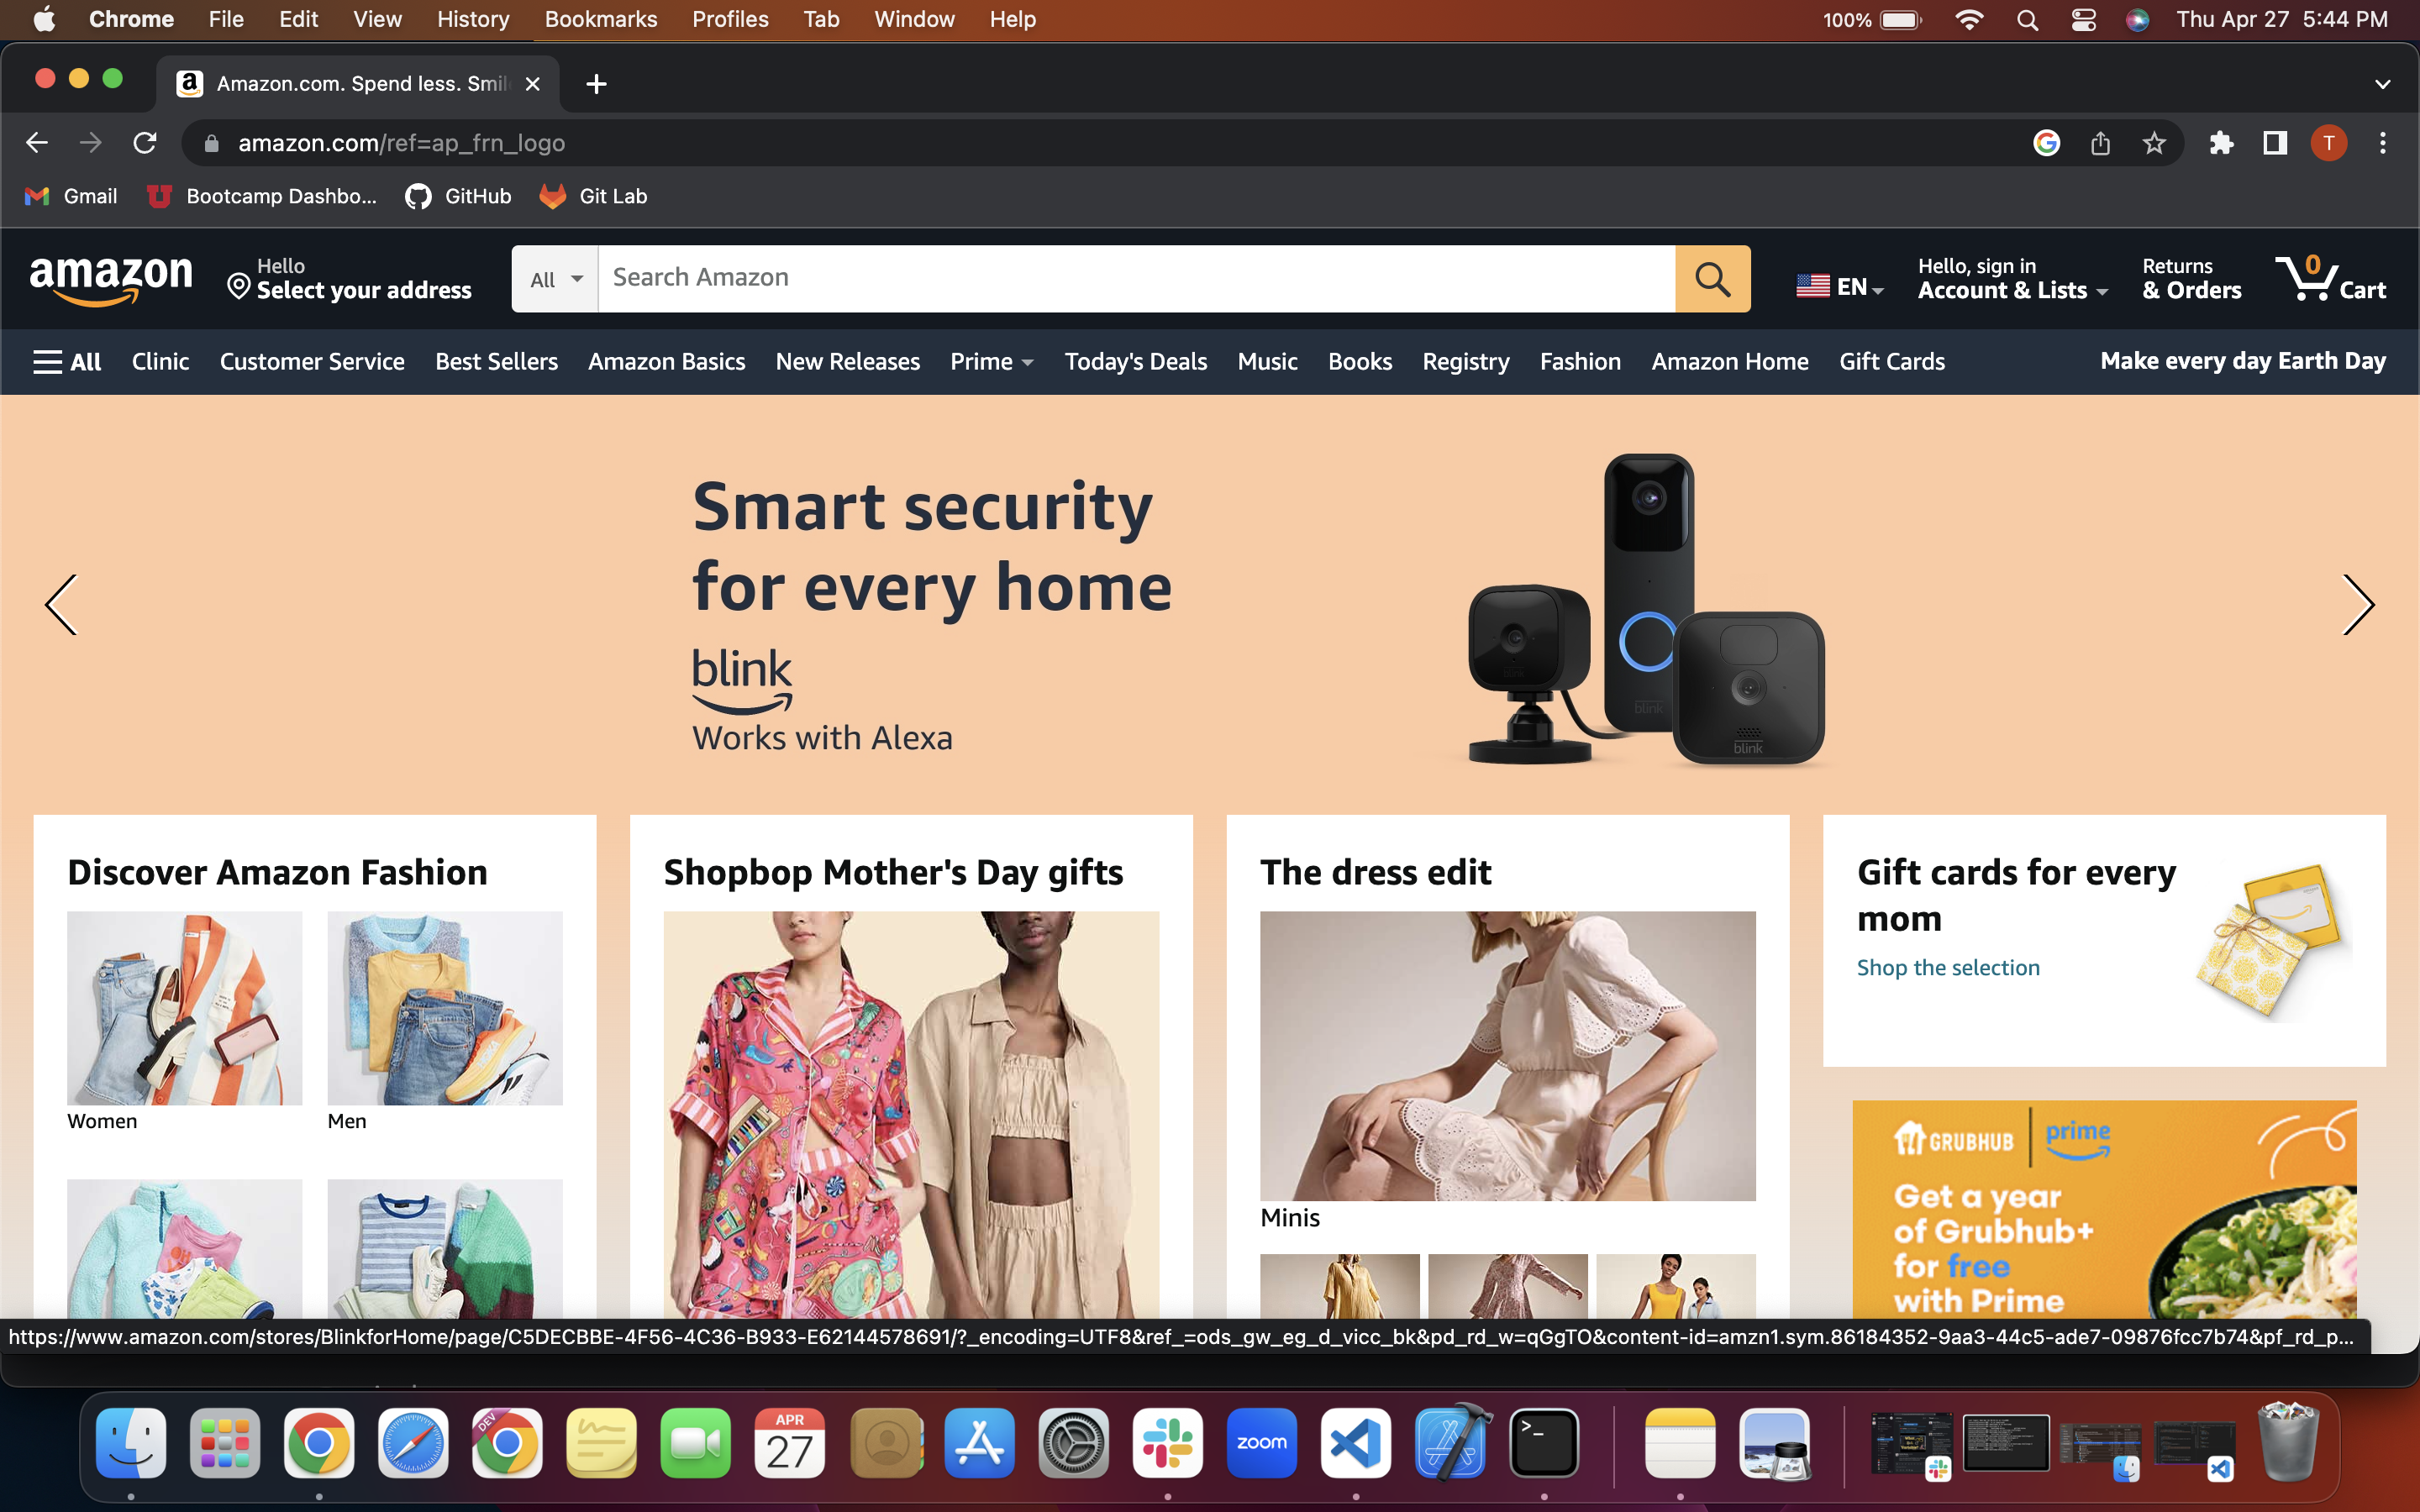 Chrome File Edit View History Bookmarks Profiles Tab Window Help 100% Thu Apr 27 5:44 PM
Amazon.com. Spend less. Smil
amazon.com/ref=ap_frn_logo T
Gmail Bootcamp Dashbo... GitHub Git Lab
amazon Hello
Select your address
All Search Amazon
EN
Hello, sign in
Account & Lists
Returns
& Orders
0
Cart
All Clinic Customer Service Best Sellers Amazon Basics New Releases Prime Today's Deals Music Books Registry Fashion Amazon Home Gift Cards Make every day Earth Day
Smart security
for every home
blink
Works with Alexa
blink
blink
Discover Amazon Fashion
Women
Men
Shopbop Mother's Day gifts
The dress edit
Minis
Gift cards for every
mom
Shop the selection
GRUBHUB prime
Get a year
of Grubhub+
for free
with Prime
https://www.amazon.com/stores/BlinkforHome/page/C5DECBBE-4F56-4C36-B933-E62144578691/?_encoding=UTF8&ref_=ods_gw_eg_d_vicc_bk&pd_rd_w=qGgTO&content-id=amzn1.sym.86184352-9aa3-44c5-ade7-09876fcc7b74&pf_rd_p...
DEV
APR
27
zoom
>_